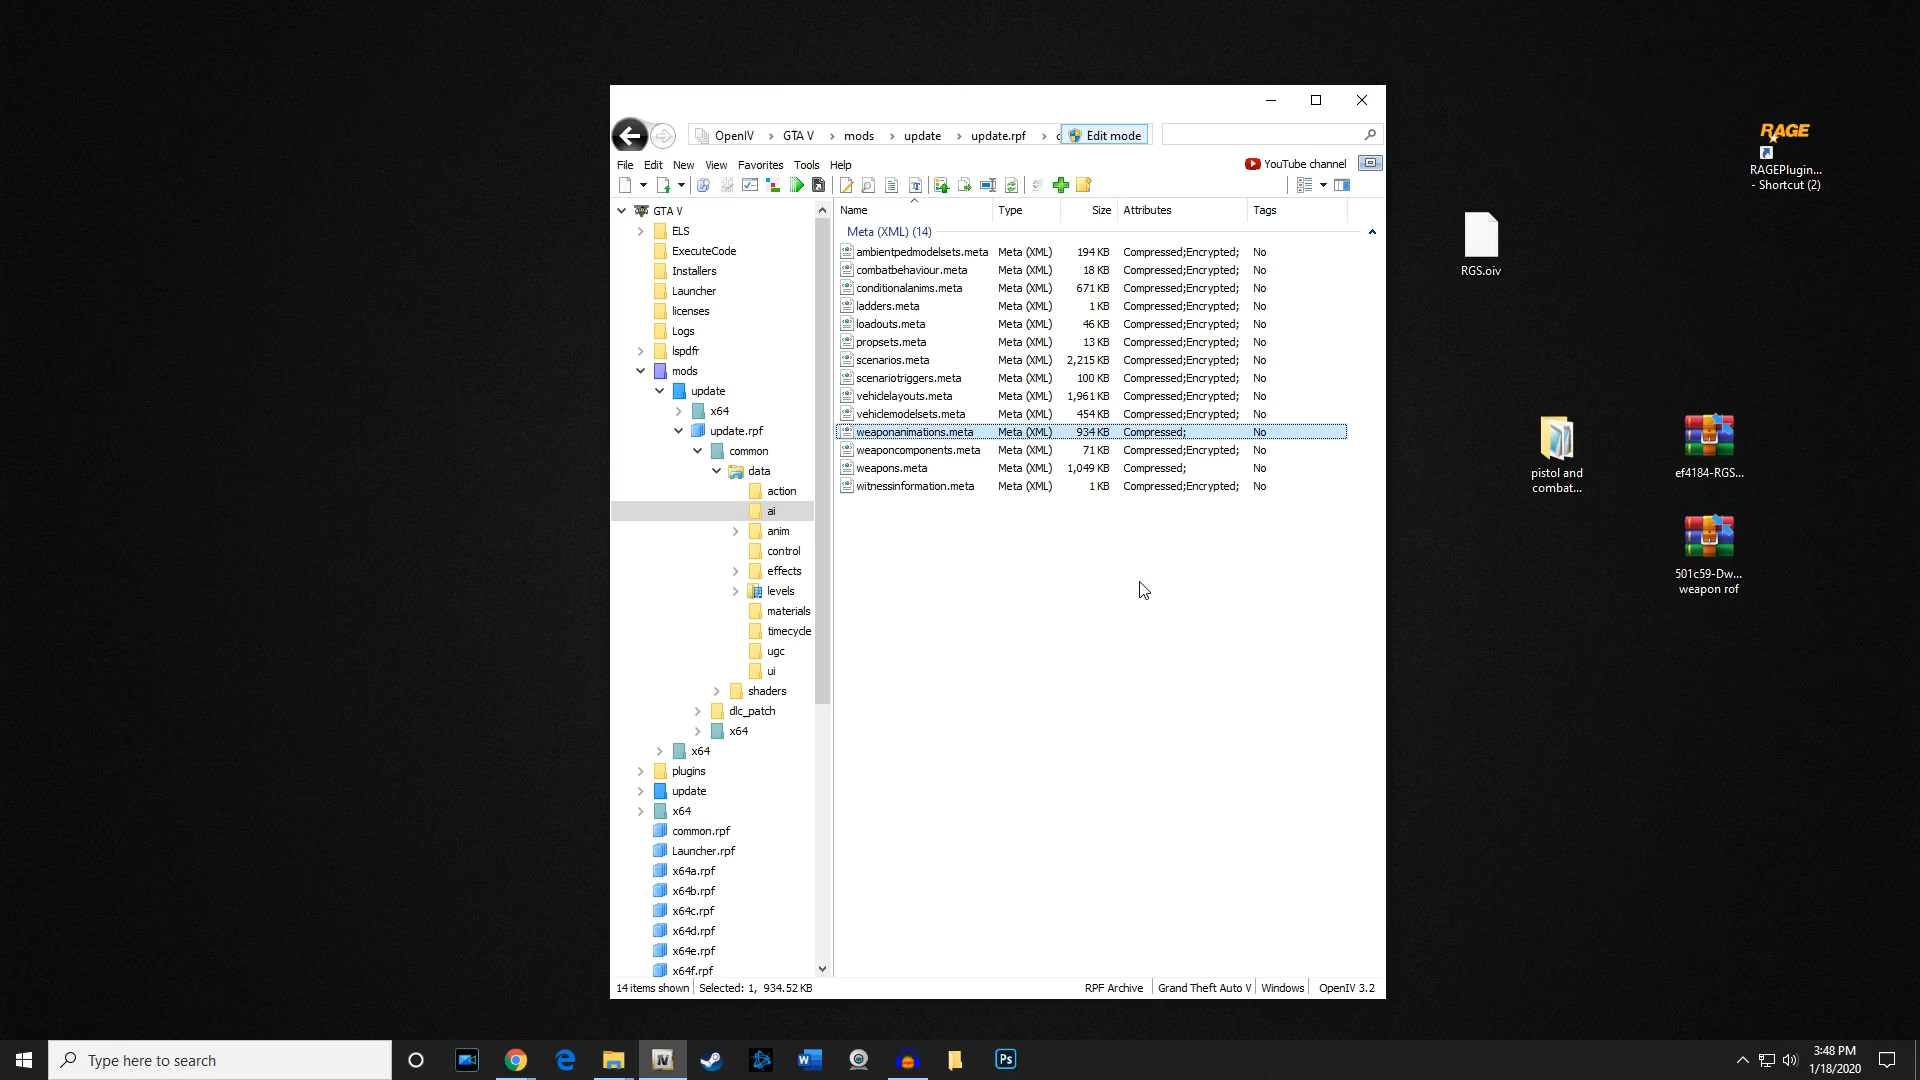 OpenIV
GTA V
mods
update
update.rpf
Edit mode
File
Edit
New
View
Favorites
Tools
Help
YouTube channel
GTA V
ELS
ExecuteCode
Installers
Launcher
licenses
Logs
lspdfr
mods
update
x64
update.rpf
common
data
action
ai
anim
control
effects
levels
materials
timecycle
ugc
ui
shaders
dlc_patch
x64
x64
plugins
update
x64
common.rpf
Launcher.rpf
x64a.rpf
x64b.rpf
x64c.rpf
x64d.rpf
x64e.rpf
x64f.rpf
Name Type Size Attributes Tags
Meta (XML) (14)
ambientpedmodelsets.meta Meta (XML) 194 KB Compressed;Encrypted; No
combatbehaviour.meta Meta (XML) 18 KB Compressed;Encrypted; No
conditionalanims.meta Meta (XML) 671 KB Compressed;Encrypted; No
ladders.meta Meta (XML) 1 KB Compressed;Encrypted; No
loadouts.meta Meta (XML) 46 KB Compressed;Encrypted; No
propsets.meta Meta (XML) 13 KB Compressed;Encrypted; No
scenarios.meta Meta (XML) 2,215 KB Compressed;Encrypted; No
scenariotriggers.meta Meta (XML) 100 KB Compressed;Encrypted; No
vehiclelayouts.meta Meta (XML) 1,961 KB Compressed;Encrypted; No
vehiclemodelsets.meta Meta (XML) 454 KB Compressed;Encrypted; No
weaponanimations.meta Meta (XML) 934 KB Compressed; No
weaponcomponents.meta Meta (XML) 71 KB Compressed;Encrypted; No
weapons.meta Meta (XML) 1,049 KB Compressed; No
witnessinformation.meta Meta (XML) 1 KB Compressed;Encrypted; No
14 items shown
Selected: 1, 934.52 KB
RPF Archive
Grand Theft Auto V
Windows
OpenIV 3.2
RAGE
RAGEPlugin...
- Shortcut (2)
RGS.oiv
pistol and
combat...
ef4184-RGS...
501c59-Dw...
weapon rof
Type here to search
IV
W
Ps
3:48 PM
1/18/2020